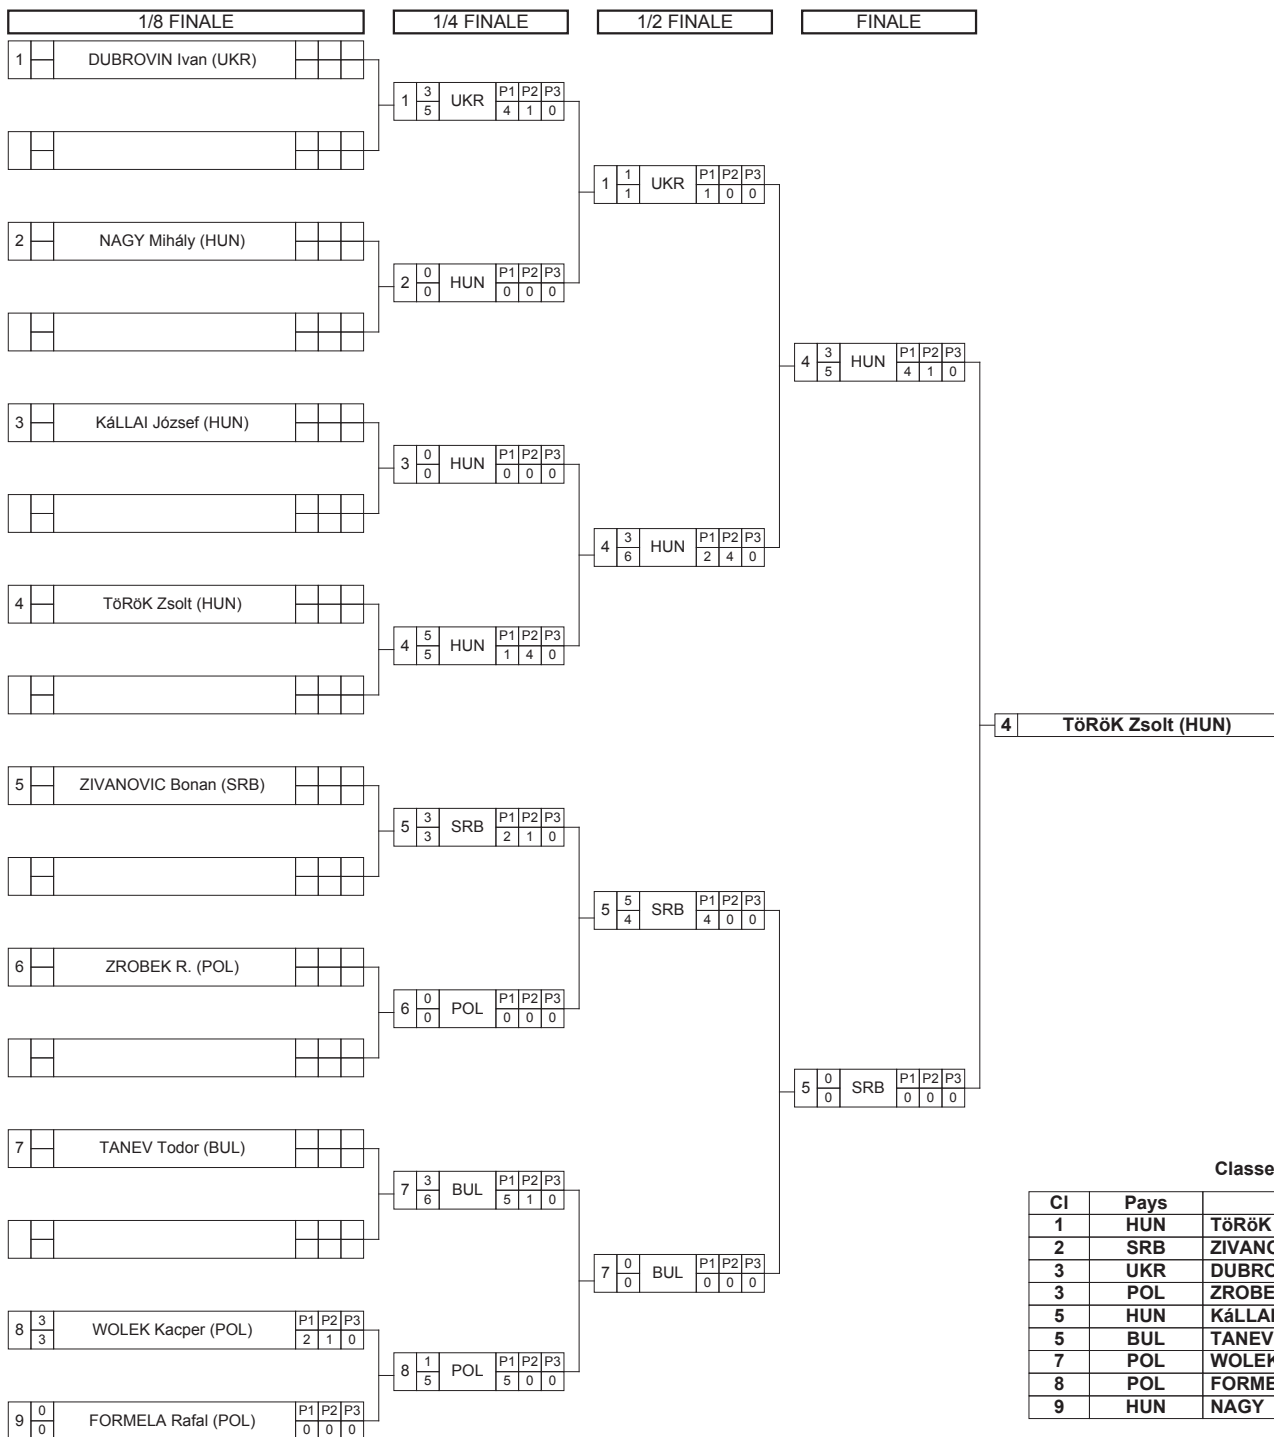 1/8 FINALE 1/4 FINALE 1/2 FINALE FINALE
1 DUBROVIN Ivan (UKR)
1 3 5 UKR P1 P2 P3 4 1 0
1 1 1 UKR P1 P2 P3 1 0 0
2 NAGY Mihály (HUN)
2 0 0 HUN P1 P2 P3 0 0 0
4 3 5 HUN P1 P2 P3 4 1 0
3 KáLLAI József (HUN)
3 0 0 HUN P1 P2 P3 0 0 0
4 3 6 HUN P1 P2 P3 2 4 0
4 TöRöK Zsolt (HUN)
4 5 5 HUN P1 P2 P3 1 4 0
4 TöRöK Zsolt (HUN)
5 ZIVANOVIC Bonan (SRB)
5 3 3 SRB P1 P2 P3 2 1 0
5 5 4 SRB P1 P2 P3 4 0 0
6 ZROBEK R. (POL)
6 0 0 POL P1 P2 P3 0 0 0
5 0 0 SRB P1 P2 P3 0 0 0
7 TANEV Todor (BUL)
7 3 6 BUL P1 P2 P3 5 1 0
7 0 0 BUL P1 P2 P3 0 0 0
8 3 3 WOLEK Kacper (POL) P1 P2 P3 2 1 0
8 1 5 POL P1 P2 P3 5 0 0
9 0 0 FORMELA Rafal (POL) P1 P2 P3 0 0 0
Classe
Cl Pays
1 HUN TöRöK
2 SRB ZIVANO
3 UKR DUBRO
3 POL ZROBE
5 HUN KáLLAI
5 BUL TANEV
7 POL WOLEK
8 POL FORME
9 HUN NAGY